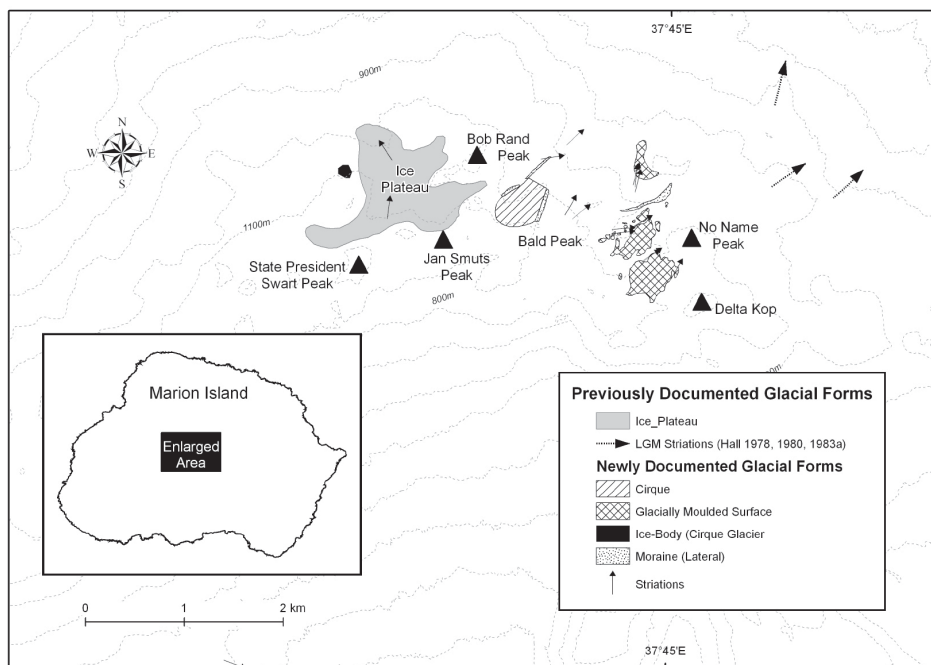 37°45'E
900m
N
W E
S
Bob Rand
Peak
Ice
Plateau
1100m
Bald Peak
No Name
Peak
State President
Swart Peak
Jan Smuts
Peak
800m
Delta Kop
Marion Island
Enlarged
Area
Previously Documented Glacial Forms
Ice_Plateau
LGM Striations (Hall 1978, 1980, 1983a)
Newly Documented Glacial Forms
Cirque
Glacially Moulded Surface
Ice-Body (Cirque Glacier
Moraine (Lateral)
Striations
0 1 2 km
37°45'E